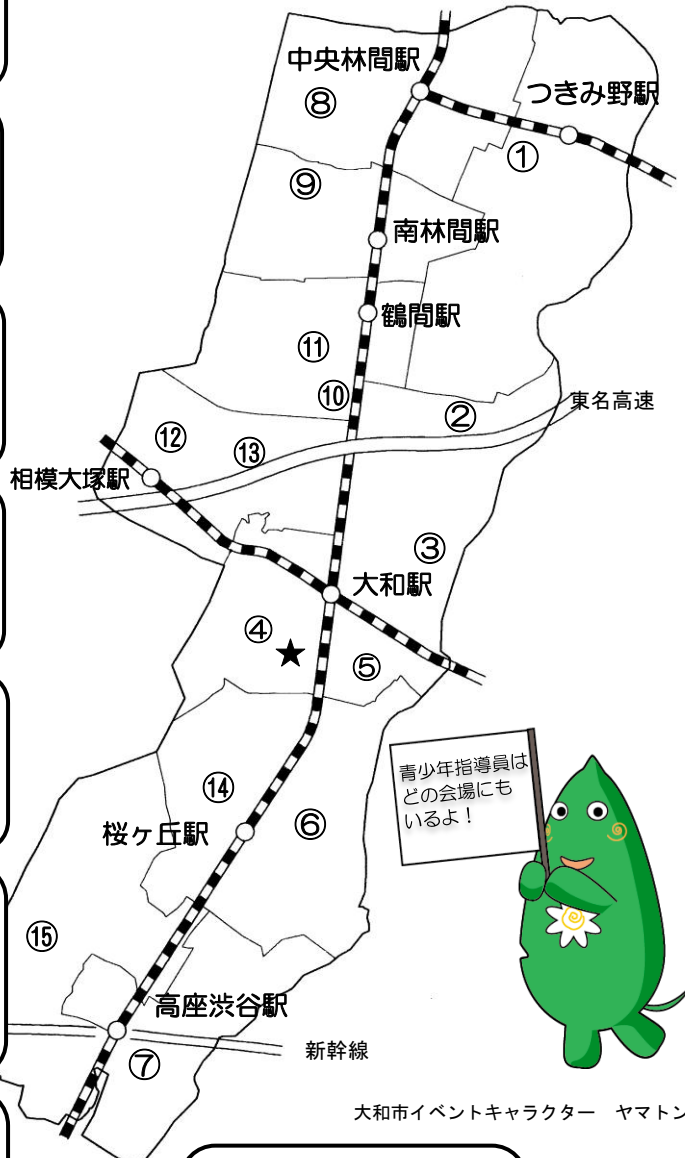 中央林間駅
つきみ野駅
⑧
①
⑨
南林間駅
鶴間駅
⑪
⑩
②
東名高速
⑫
⑬
相模大塚駅
③
大和駅
④
★
⑤
青少年指導員は
どの会場にも
いるよ！
⑭
⑥
桜ヶ丘駅
⑮
高座渋谷駅
新幹線
⑦
大和市イベントキャラクター　ヤマトン